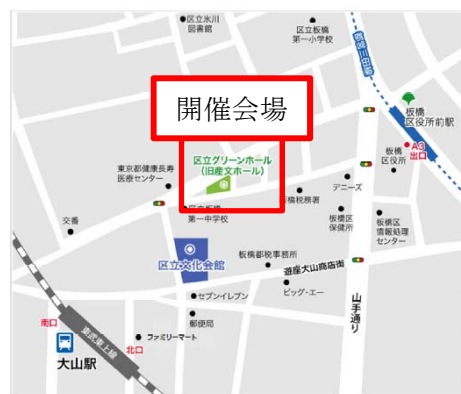 区立氷川
図書館
区立板橋
第一小学校
都営三田線
開催会場
板橋
区役所前駅
A3
出口
板橋
区役所
区立グリーンホール
(旧産文ホール)
東京都健康長寿
医療センター
デニーズ
板橋税務署
区立板橋
第一中学校
交番
板橋区
保健所
板橋区
情報処理
センター
区立文化会館
板橋都税事務所
遊座大山商店街
セブンイレブン
ビッグ・エー
山手通り
郵便局
南口
東武東上線
北口
ファミリーマート
大山駅